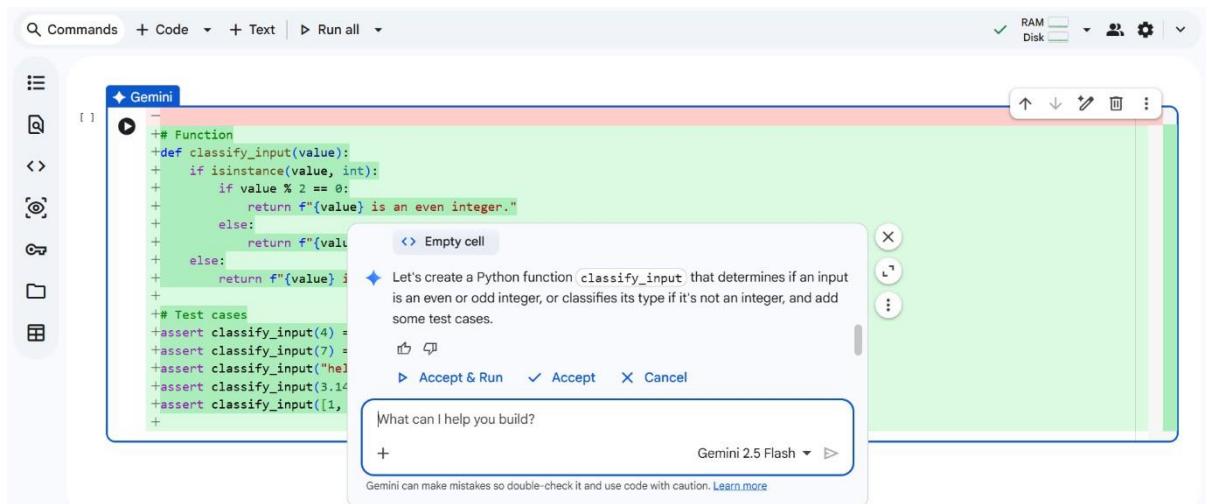 Commands + Code + Text Run all RAM
Disk
Gemini
[ ]
-
+# Function
+def classify_input(value):
+    if isinstance(value, int):
+        if value % 2 == 0:
+            return f"{value} is an even integer."
+        else:
+            return f"{valu
+    else:
+        return f"{value} i
+
+# Test cases
+assert classify_input(4) =
+assert classify_input(7) =
+assert classify_input("hel
+assert classify_input(3.14
+assert classify_input([1,
+
<> Empty cell
Let's create a Python function classify_input that determines if an input
is an even or odd integer, or classifies its type if it's not an integer, and add
some test cases.
Accept & Run Accept Cancel
What can I help you build?
+ Gemini 2.5 Flash
Gemini can make mistakes so double-check it and use code with caution. Learn more